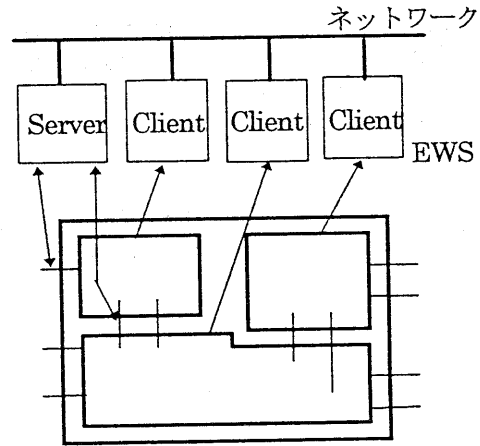 ネットワーク
Server
Client
Client
Client
EWS